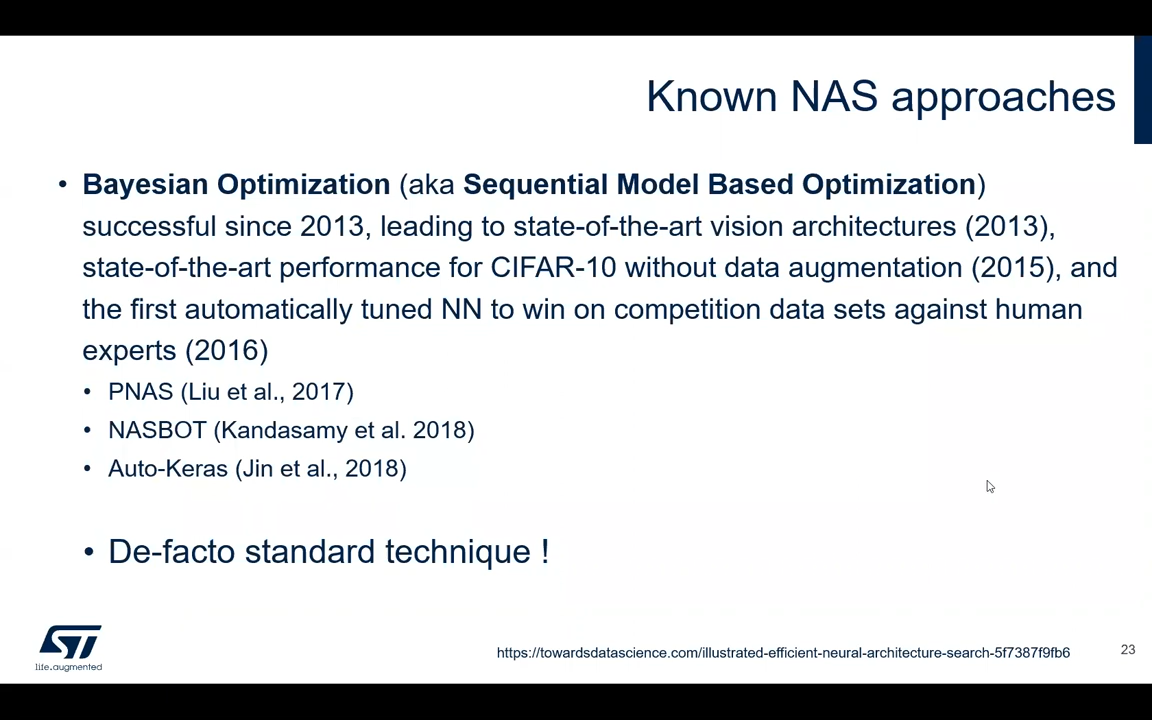 Known NAS approaches
• Bayesian Optimization (aka Sequential Model Based Optimization)
successful since 2013, leading to state-of-the-art vision architectures (2013),
state-of-the-art performance for CIFAR-10 without data augmentation (2015), and
the first automatically tuned NN to win on competition data sets against human
experts (2016)
• PNAS (Liu et al., 2017)
• NASBOT (Kandasamy et al. 2018)
• Auto-Keras (Jin et al., 2018)
• De-facto standard technique !
ST
life.augmented
https://towardsdatascience.com/illustrated-efficient-neural-architecture-search-5f7387f9fb6
23